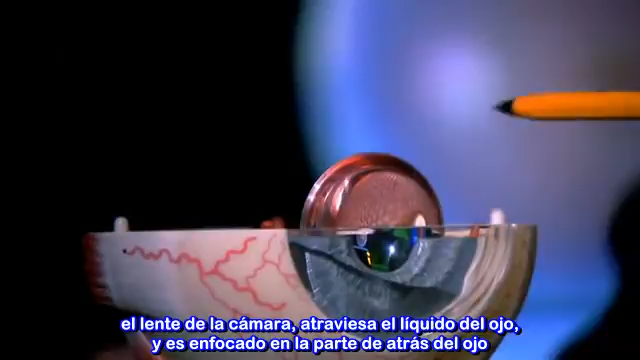 el lente de la cámara, atraviesa el líquido del ojo,
y es enfocado en la parte de atrás del ojo